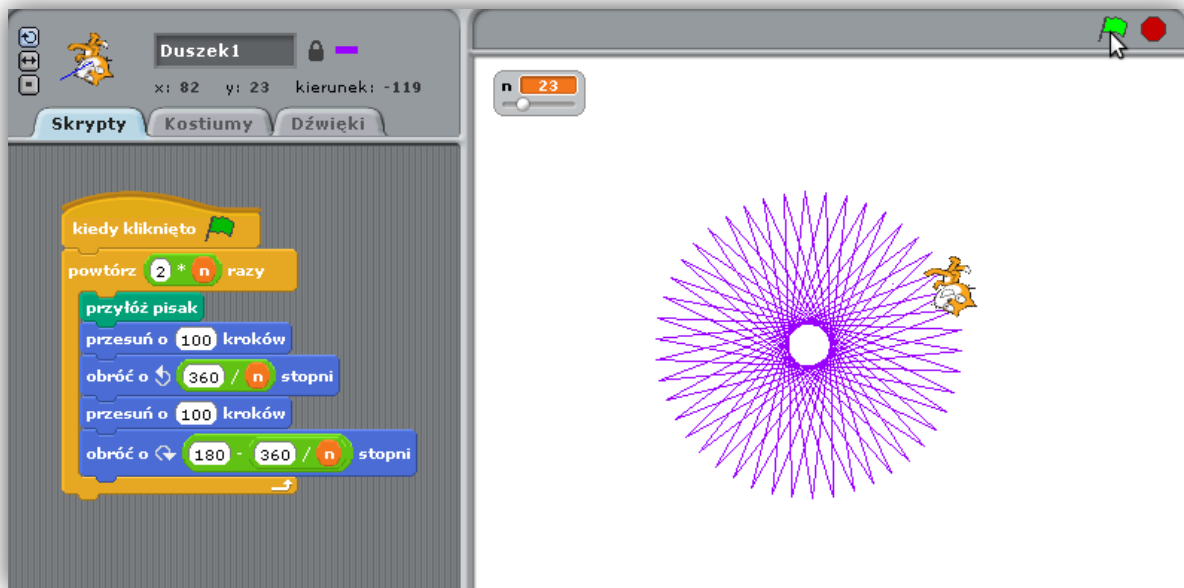 Duszek1
x: 82 y: 23 kierunek: -119
Skrypty Kostiumy Dźwięki
n 23
kiedy kliknięto
powtórz 2 * n razy
przyłóż pisak
przesuń o 100 kroków
obróć o 360 / n stopni
przesuń o 100 kroków
obróć o 180 - 360 / n stopni